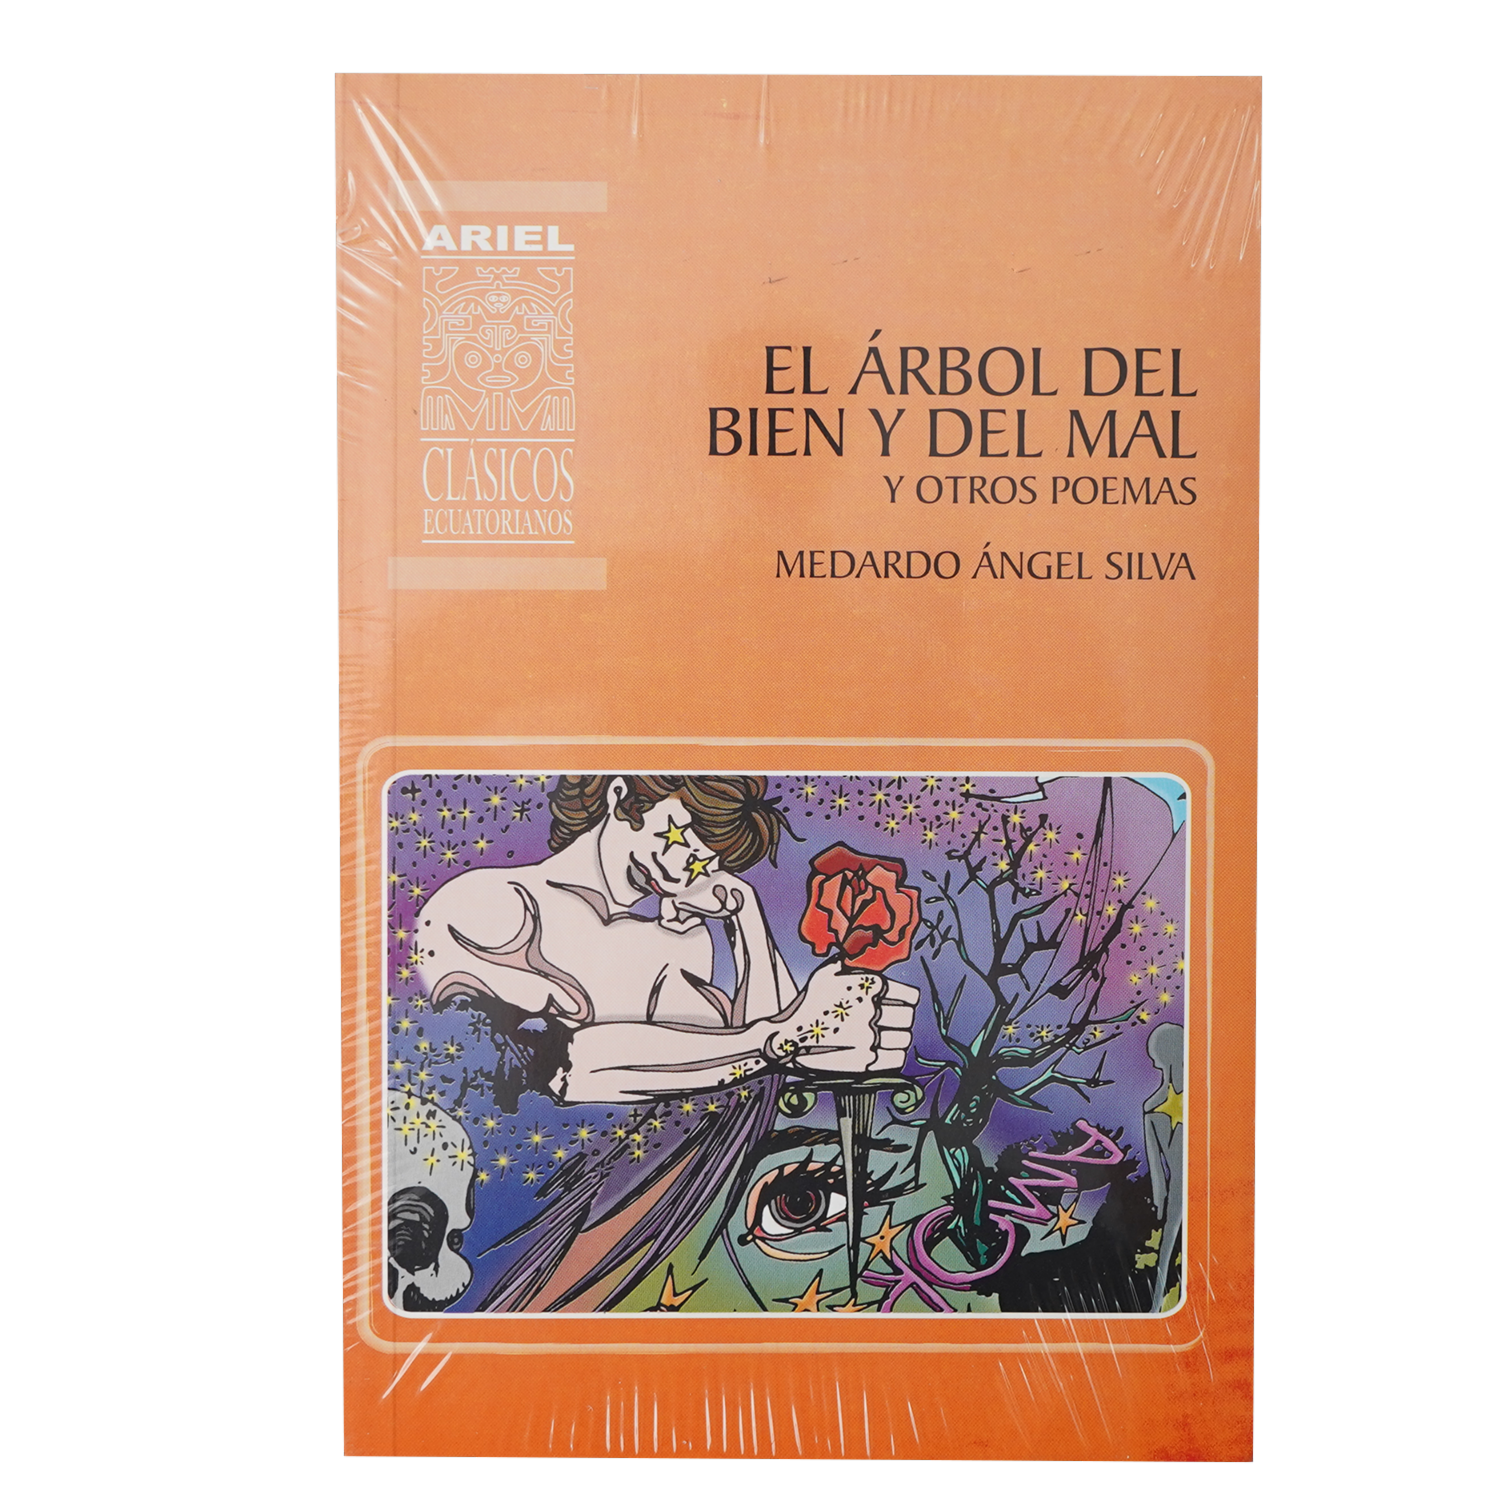 ARIEL
CLÁSICOS
ECUATORIANOS
EL ÁRBOL DEL
BIEN Y DEL MAL
Y OTROS POEMAS
MEDARDO ÁNGEL SILVA